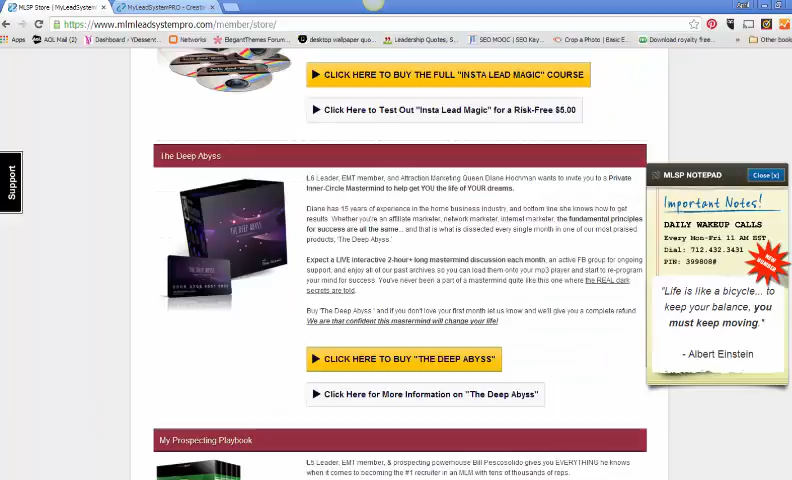 MLSP Store | MyLeadSystem
MyLeadSystemPRO - Creatin
https://www.mlmleadsystempro.com/member/store/
Apps
AOL Mail (2)
Dashboard - YDessent...
Networks
ElegantThemes Forum...
desktop wallpaper quo...
Leadership Quotes, S...
SEO MOOC | SEO Key...
Crop a Photo | Basic E...
Download royalty free...
Other book
CLICK HERE TO BUY THE FULL "INSTA LEAD MAGIC" COURSE
Click Here to Test Out "Insta Lead Magic" for a Risk-Free $5.00
Support
The Deep Abyss
L6 Leader, EMT member, and Attraction Marketing Queen Diane Hochman wants to invite you to a Private
Inner-Circle Mastermind to help get YOU the life of YOUR dreams.
Diane has 15 years of experience in the home business industry, and bottom line she knows how to get
results. Whether you're an affiliate marketer, network marketer, internet marketer, the fundamental principles
for success are all the same... and that is what is dissected every single month in one of our most praised
products, 'The Deep Abyss.'
Expect a LIVE interactive 2-hour+ long mastermind discussion each month, an active FB group for ongoing
support, and enjoy all of our past archives so you can load them onto your mp3 player and start to re-program
your mind for success. You've never been a part of a mastermind quite like this one where the REAL dark
secrets are told.
Buy 'The Deep Abyss' and if you don't love your first month let us know and we'll give you a complete refund.
We are that confident this mastermind will change your life!
THE DEEP ABYSS
CLICK HERE TO BUY "THE DEEP ABYSS"
Click Here for More Information on "The Deep Abyss"
My Prospecting Playbook
L5 Leader, EMT member, & prospecting powerhouse Bill Pescosolido gives you EVERYTHING he knows
when it comes to becoming the #1 recruiter in an MLM with tens of thousands of reps.
MLSP NOTEPAD
Close [x]
Important Notes!
DAILY WAKEUP CALLS
Every Mon-Fri 11 AM EST
Dial: 712.432.3431
PIN: 399808#
NEW
NUMBER
"Life is like a bicycle... to
keep your balance, you
must keep moving."
- Albert Einstein